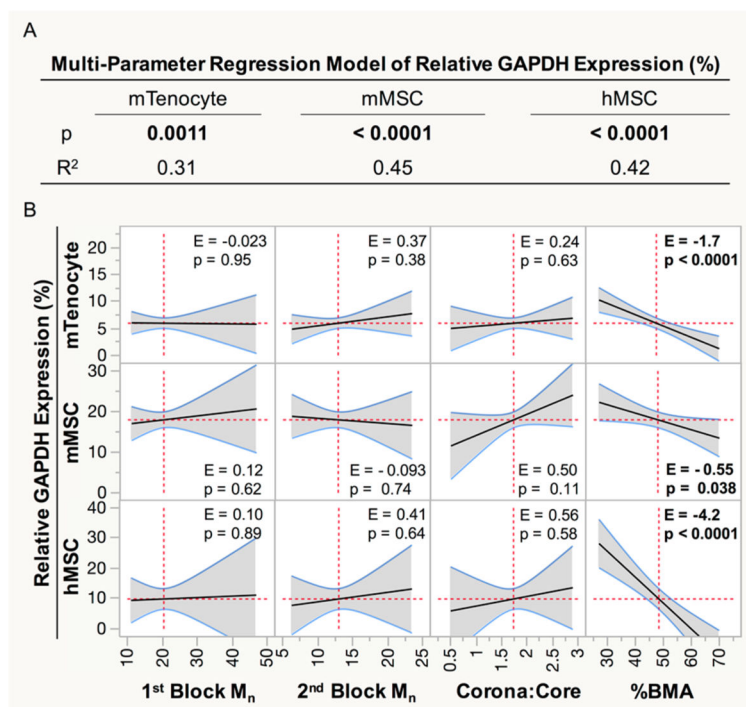 A
Multi-Parameter Regression Model of Relative GAPDH Expression (%)
mTenocyte mMSC hMSC
p 0.0011 < 0.0001 < 0.0001
R² 0.31 0.45 0.42
B
Relative GAPDH Expression (%)
mTenocyte
20
15
10
5
0
E = -0.023
p = 0.95
E = 0.37
p = 0.38
E = 0.24
p = 0.63
E = -1.7
p < 0.0001
mMSC
30
20
10
0
E = 0.12
p = 0.62
E = - 0.093
p = 0.74
E = 0.50
p = 0.11
E = - 0.55
p = 0.038
hMSC
40
30
20
10
0
E = 0.10
p = 0.89
E = 0.41
p = 0.64
E = 0.56
p = 0.58
E = -4.2
p < 0.0001
10 20 30 40 50 5 10 15 20 25 0.5 1 1.5 2 2.5 3 30 40 50 60 70
1st Block Mn 2nd Block Mn Corona:Core %BMA